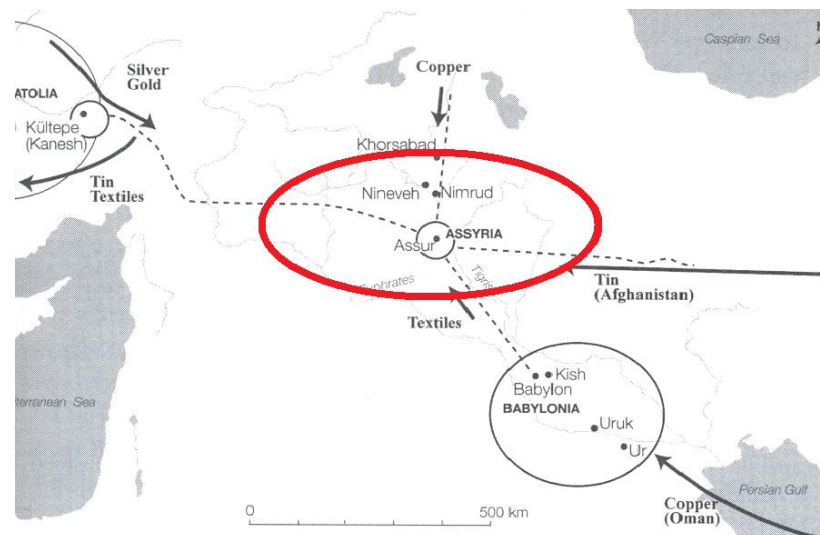 Caspian Sea
Silver
Gold
Copper
ATOLIA
Kültepe
(Kanesh)
Khorsabad
Tin
Textiles
Nineveh
Nimrud
ASSYRIA
Assur
Euphrates
Tigris
Tin
(Afghanistan)
Textiles
Kish
Babylon
BABYLONIA
Uruk
Ur
terranean Sea
Persian Gulf
Copper
(Oman)
0
500 km